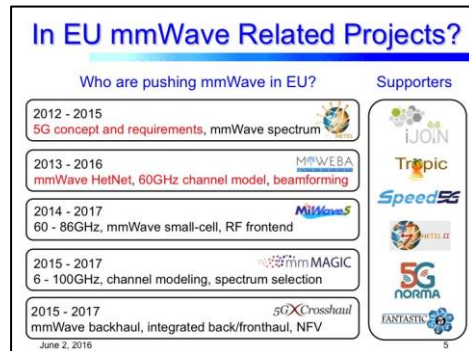 In EU mmWave Related Projects?
Who are pushing mmWave in EU?
Supporters
2012 - 2015
METIS
5G concept and requirements, mmWave spectrum
2013 - 2016
MiWEBA
mmWave HetNet, 60GHz channel model, beamforming
2014 - 2017
MiWaveS
60 - 86GHz, mmWave small-cell, RF frontend
2015 - 2017
mmMAGIC
6 - 100GHz, channel modeling, spectrum selection
2015 - 2017
5GXCrosshaul
mmWave backhaul, integrated back/fronthaul, NFV
iJOIN
Tropic
Speed5G
METIS II
5G
NORMA
FANTASTIC 5G
June 2, 2016
5